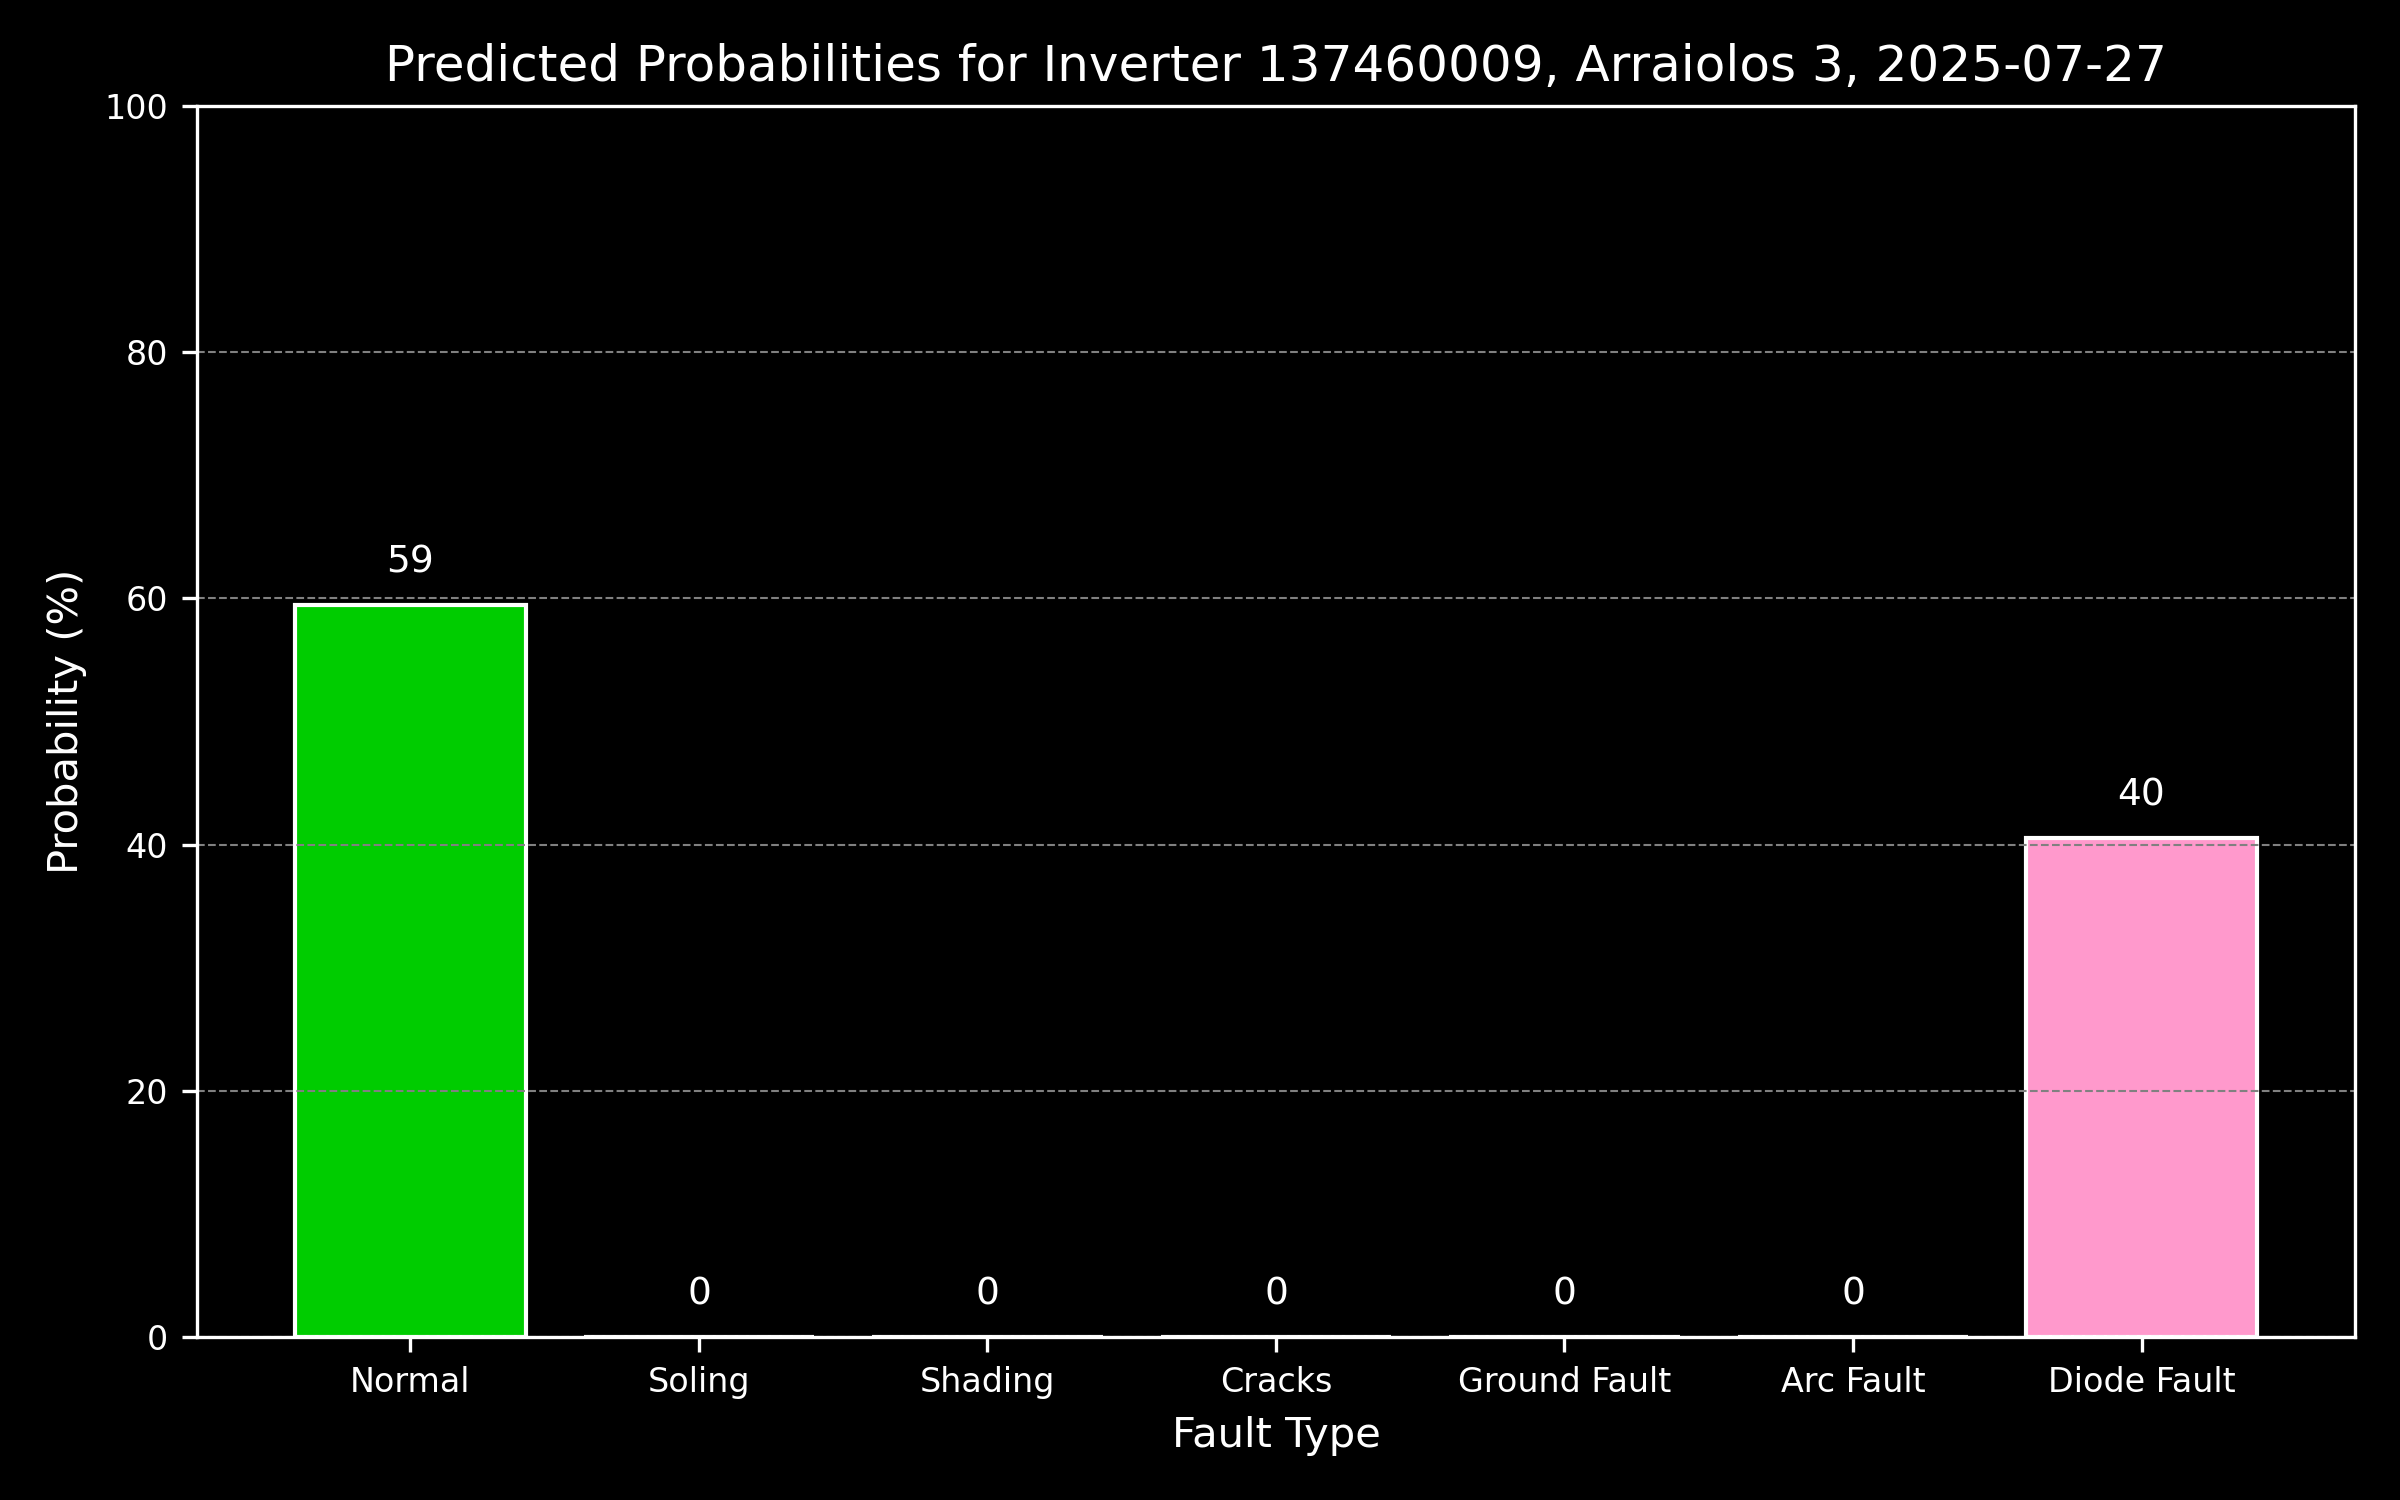 Predicted Probabilities for Inverter 137460009, Arraiolos 3, 2025-07-27
100
80
60
40
20
0
Probability (%)
59
0
0
0
0
0
40
Normal
Soling
Shading
Cracks
Ground Fault
Arc Fault
Diode Fault
Fault Type